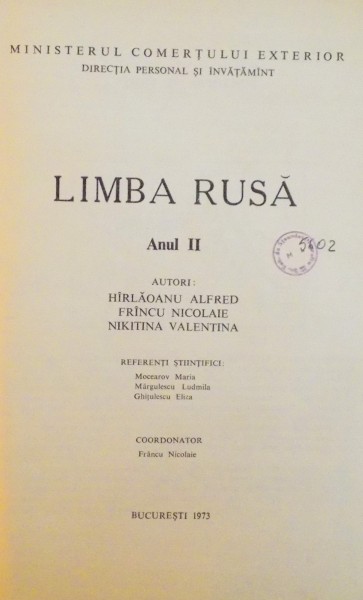 MINISTERUL COMERȚULUI EXTERIOR
DIRECȚIA PERSONAL ȘI ÎNVĂȚĂMÎNT
LIMBA RUSĂ
Anul II
5602
AUTORI:
HÎRLĂOANU ALFRED
FRÎNCU NICOLAIE
NIKITINA VALENTINA
REFERENȚI ȘTIINȚIFICI:
Mocearov Maria
Mărgulescu Ludmila
Ghițulescu Eliza
COORDONATOR
Frâncu Nicolaie
BUCUREȘTI 1973